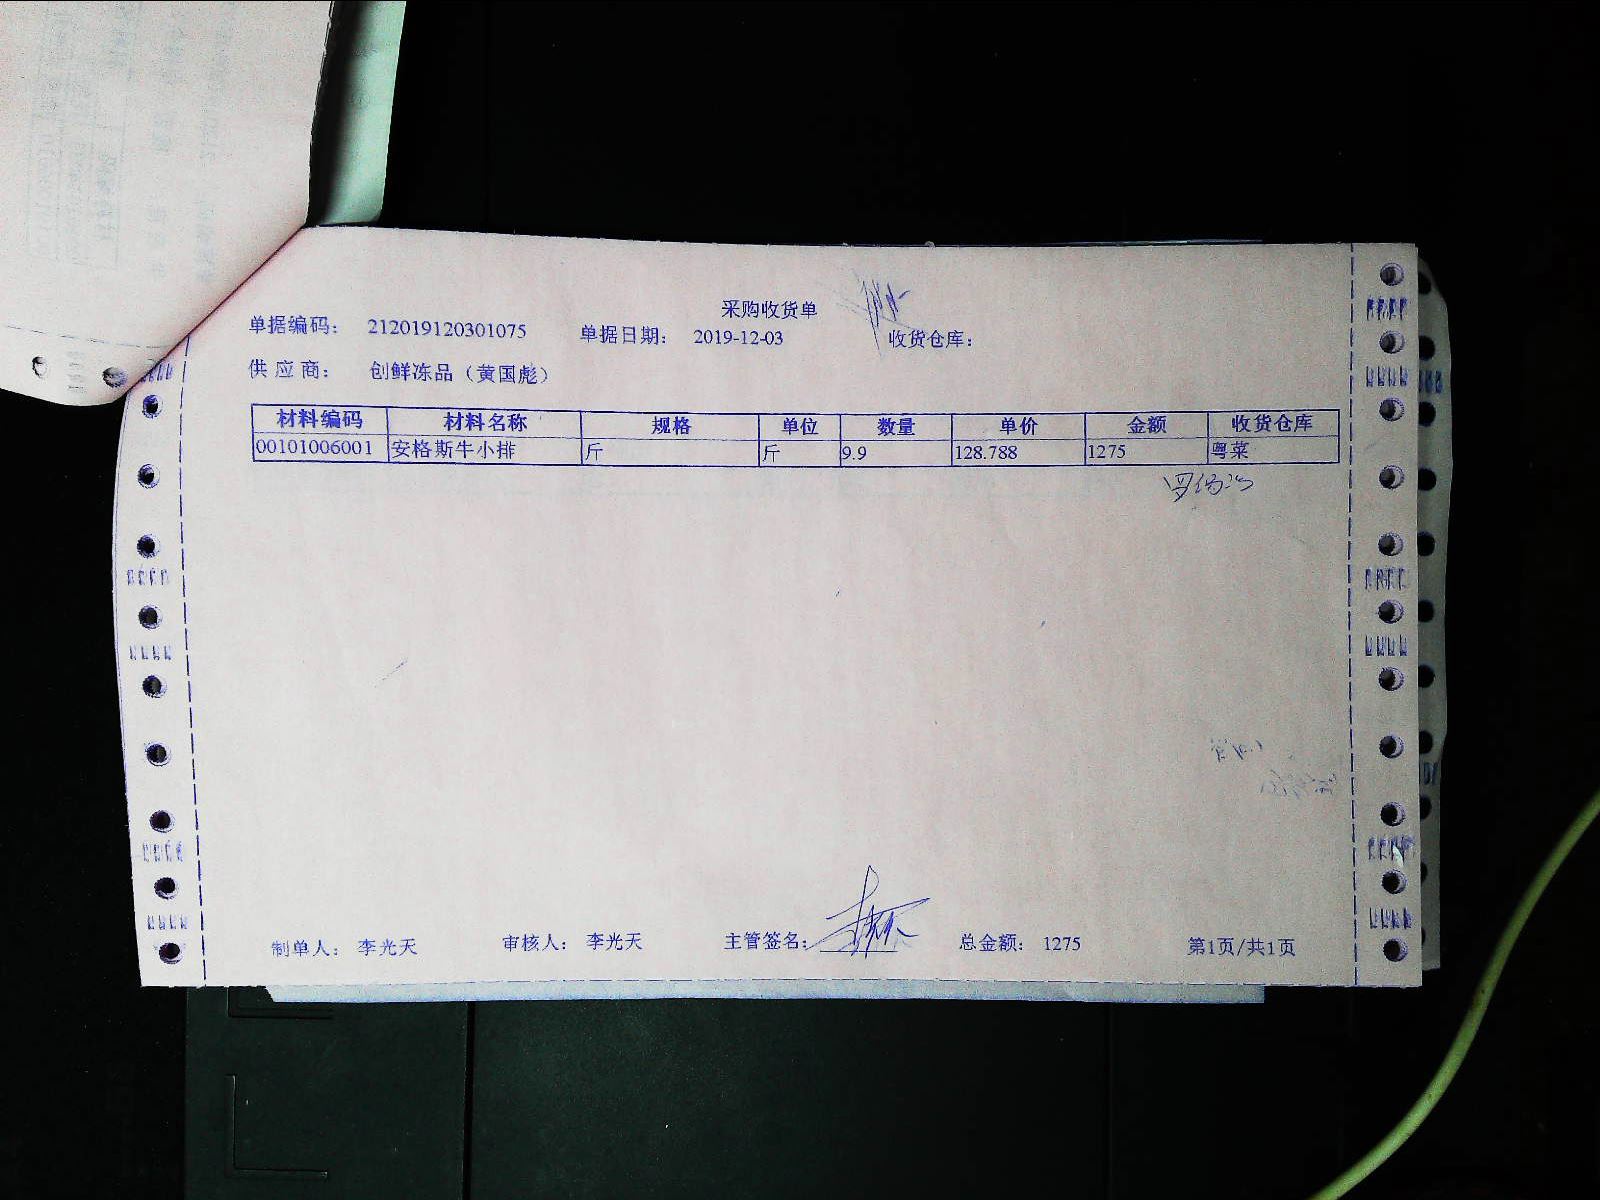 采购收货单
单据编码： 212019120301075 单据日期： 2019-12-03 收货仓库：
供应商： 创鲜冻品（黄国彪）
材料编码 材料名称 规格 单位 数量 单价 金额 收货仓库
00101006001 安格斯牛小排 斤 斤 9.9 128.788 1275 粤菜
制单人： 李光天 审核人： 李光天 主管签名： 总金额： 1275 第1页/共1页